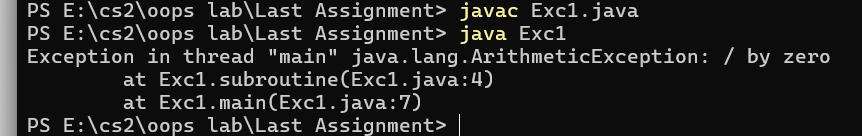 PS E:\cs2\oops lab\Last Assignment> javac Exc1.java
PS E:\cs2\oops lab\Last Assignment> java Exc1
Exception in thread "main" java.lang.ArithmeticException: / by zero
        at Exc1.subroutine(Exc1.java:4)
        at Exc1.main(Exc1.java:7)
PS E:\cs2\oops lab\Last Assignment>